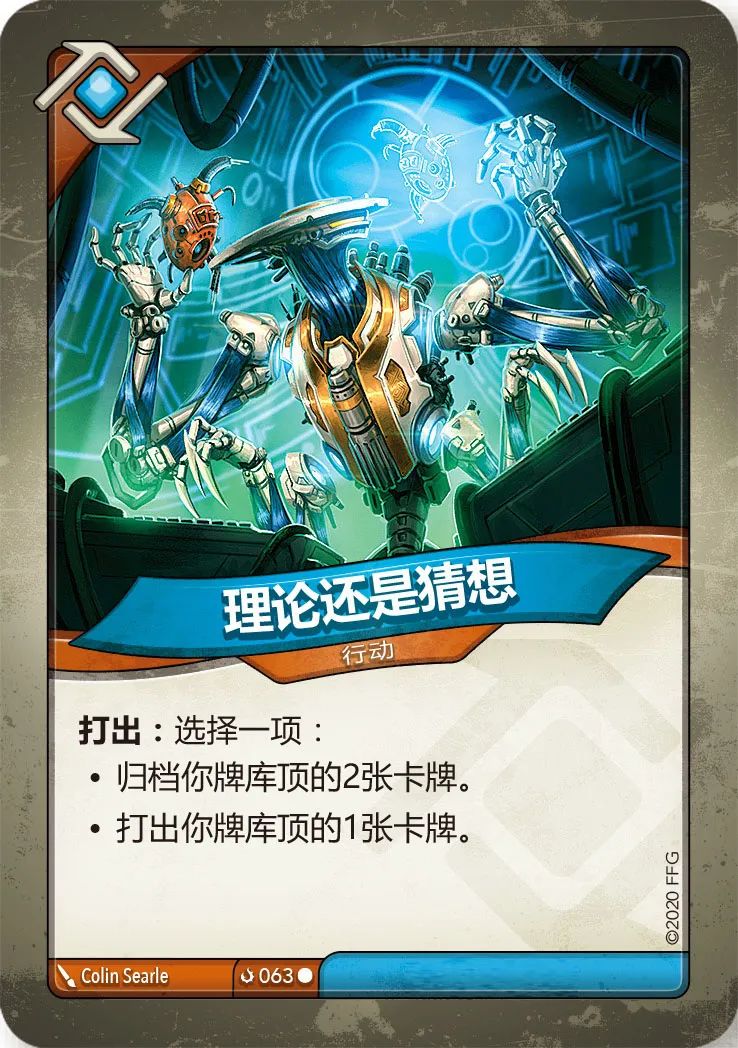 理论还是猜想
行动
打出：选择一项：
• 归档你牌库顶的2张卡牌。
• 打出你牌库顶的1张卡牌。
©2020 FFG
Colin Searle
063